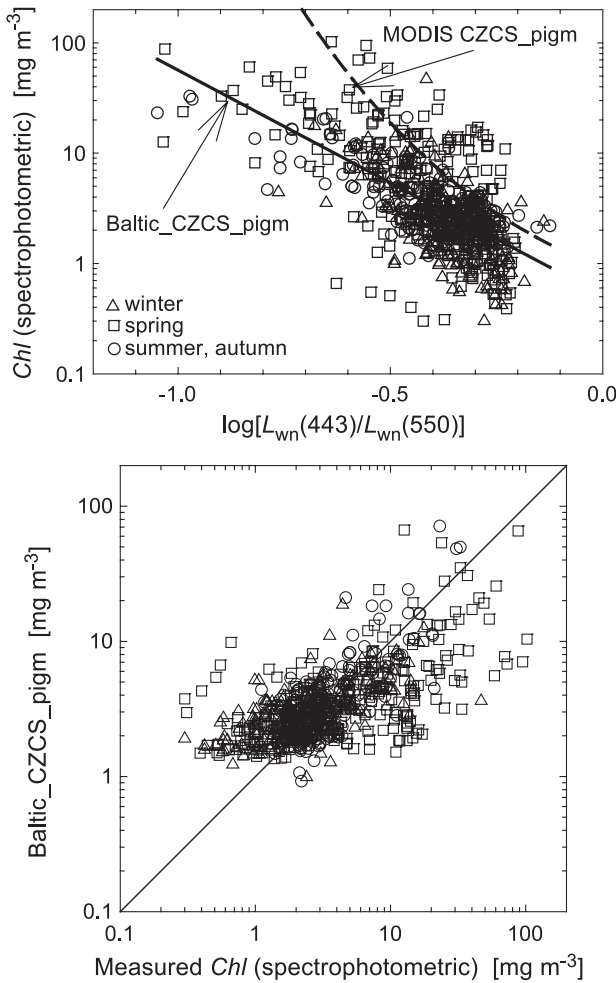 100
10
1
0.1
Chl (spectrophotometric) [mg m⁻³]
MODIS CZCS_pigm
Baltic_CZCS_pigm
△ winter
□ spring
○ summer, autumn
-1.0 -0.5 0.0
log[Lwn(443)/Lwn(550)]
100
10
1
0.1
Baltic_CZCS_pigm [mg m⁻³]
0.1 1 10 100
Measured Chl (spectrophotometric) [mg m⁻³]